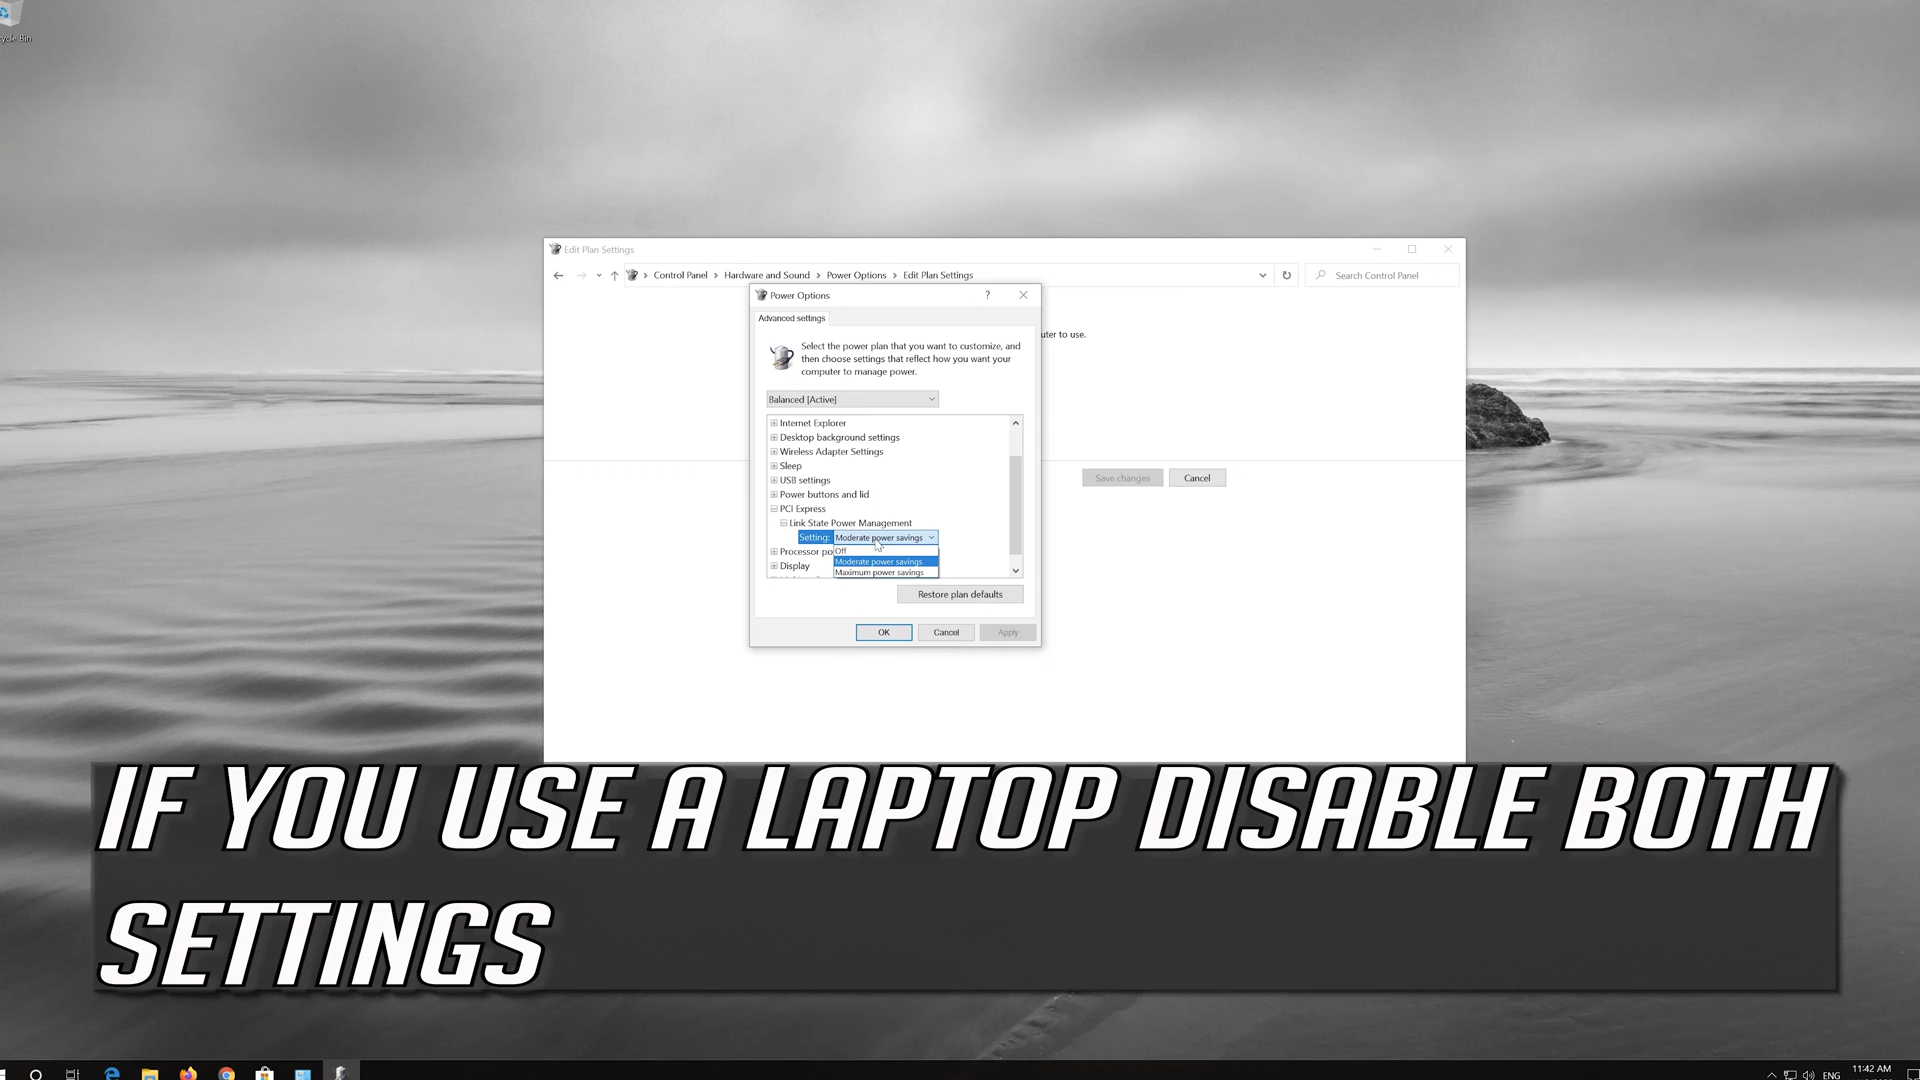 Edit Plan Settings
Control Panel > Hardware and Sound > Power Options > Edit Plan Settings
Search Control Panel
Power Options
?
Advanced settings
uter to use.
Select the power plan that you want to customize, and
then choose settings that reflect how you want your
computer to manage power.
Balanced [Active]
Internet Explorer
Desktop background settings
Wireless Adapter Settings
Sleep
USB settings
Power buttons and lid
PCI Express
Link State Power Management
Setting: Moderate power savings
Off
Processor po
Moderate power savings
Display
Maximum power savings
Save changes
Cancel
Restore plan defaults
OK
Cancel
Apply
IF YOU USE A LAPTOP DISABLE BOTH
SETTINGS
ENG
11:42 AM